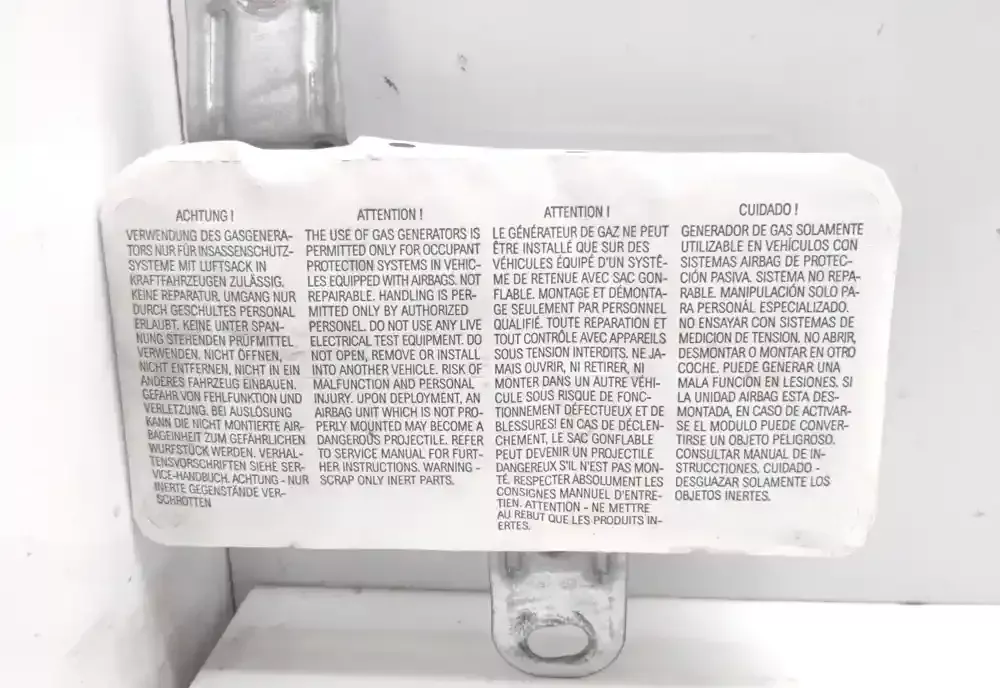 ACHTUNG !
VERWENDUNG DES GASGENERA-
TORS NUR FÜR INSASSENSCHUTZ-
SYSTEME MIT LUFTSACK IN
KRAFTFAHRZEUGEN ZULÄSSIG.
KEINE REPARATUR, UMGANG NUR
DURCH GESCHULTES PERSONAL
ERLAUBT. KEINE UNTER SPAN-
NUNG STEHENDEN PRÜFMITTEL
VERWENDEN. NICHT ÖFFNEN,
NICHT ENTFERNEN, NICHT IN EIN
ANDERES FAHRZEUG EINBAUEN.
GEFAHR VON FEHLFUNKTION UND
VERLETZUNG. BEI AUSLÖSUNG
KANN DIE NICHT MONTIERTE AIR-
BAGEINHEIT ZUM GEFÄHRLICHEN
WURFSTÜCK WERDEN. VERHAL-
TENSVORSCHRIFTEN SIEHE SER-
VICE-HANDBUCH. ACHTUNG - NUR
INERTE GEGENSTÄNDE VER-
SCHROTTEN
ATTENTION !
THE USE OF GAS GENERATORS IS
PERMITTED ONLY FOR OCCUPANT
PROTECTION SYSTEMS IN VEHIC-
LES EQUIPPED WITH AIRBAGS. NOT
REPAIRABLE. HANDLING IS PER-
MITTED ONLY BY AUTHORIZED
PERSONEL. DO NOT USE ANY LIVE
ELECTRICAL TEST EQUIPMENT. DO
NOT OPEN, REMOVE OR INSTALL
INTO ANOTHER VEHICLE. RISK OF
MALFUNCTION AND PERSONAL
INJURY. UPON DEPLOYMENT, AN
AIRBAG UNIT WHICH IS NOT PRO-
PERLY MOUNTED MAY BECOME A
DANGEROUS PROJECTILE. REFER
TO SERVICE MANUAL FOR FURT-
HER INSTRUCTIONS. WARNING -
SCRAP ONLY INERT PARTS.
ATTENTION !
LE GÉNÉRATEUR DE GAZ NE PEUT
ÊTRE INSTALLÉ QUE SUR DES
VÉHICULES ÉQUIPÉ D'UN SYSTÉ-
ME DE RETENUE AVEC SAC GON-
FLABLE. MONTAGE ET DÉMONTA-
GE SEULEMENT PAR PERSONNEL
QUALIFIÉ. TOUTE REPARATION ET
TOUT CONTRÔLE AVEC APPAREILS
SOUS TENSION INTERDITS. NE JA-
MAIS OUVRIR, NI RETIRER, NI
MONTER DANS UN AUTRE VÉHI-
CULE SOUS RISQUE DE FONC-
TIONNEMENT DÉFECTUEUX ET DE
BLESSURES! EN CAS DE DÉCLEN-
CHEMENT, LE SAC GONFLABLE
PEUT DEVENIR UN PROJECTILE
DANGEREUX S'IL N'EST PAS MON-
TÉ. RESPECTER ABSOLUMENT LES
CONSIGNES MANNUEL D'ENTRE-
TIEN. ATTENTION - NE METTRE
AU REBUT QUE LES PRODUITS IN-
ERTES.
CUIDADO !
GENERADOR DE GAS SOLAMENTE
UTILIZABLE EN VEHÍCULOS CON
SISTEMAS AIRBAG DE PROTEC-
CIÓN PASIVA. SISTEMA NO REPA-
RABLE. MANIPULACIÓN SOLO PA-
RA PERSONÁL ESPECIALIZADO.
NO ENSAYAR CON SISTEMAS DE
MEDICION DE TENSION. NO ABRIR,
DESMONTAR O MONTAR EN OTRO
COCHE. PUEDE GENERAR UNA
MALA FUNCIÓN EN LESIONES. SI
LA UNIDAD AIRBAG ESTA DES-
MONTADA, EN CASO DE ACTIVAR-
SE EL MODULO PUEDE CONVER-
TIRSE UN OBJETO PELIGROSO.
CONSULTAR MANUAL DE IN-
STRUCCTIONES. CUIDADO -
DESGUAZAR SOLAMENTE LOS
OBJETOS INERTES.